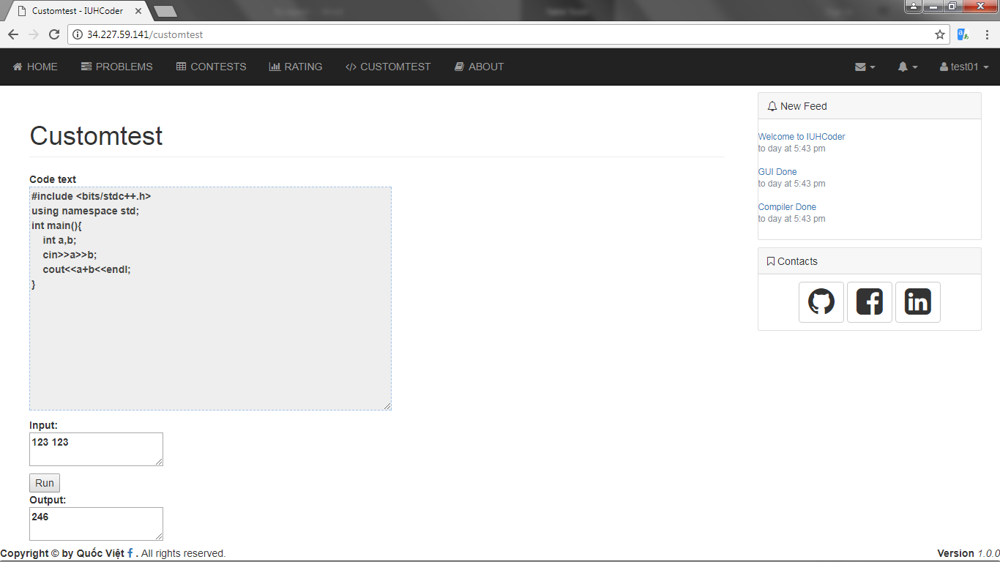 Customtest - IUHCoder
34.227.59.141/customtest
HOME PROBLEMS CONTESTS RATING CUSTOMTEST ABOUT test01
Customtest
Code text
#include <bits/stdc++.h>
using namespace std;
int main(){
    int a,b;
    cin>>a>>b;
    cout<<a+b<<endl;
}
Input:
123 123
Run
Output:
246
New Feed
Welcome to IUHCoder
to day at 5:43 pm
GUI Done
to day at 5:43 pm
Compiler Done
to day at 5:43 pm
Contacts
Copyright © by Quốc Việt f . All rights reserved.
Version 1.0.0